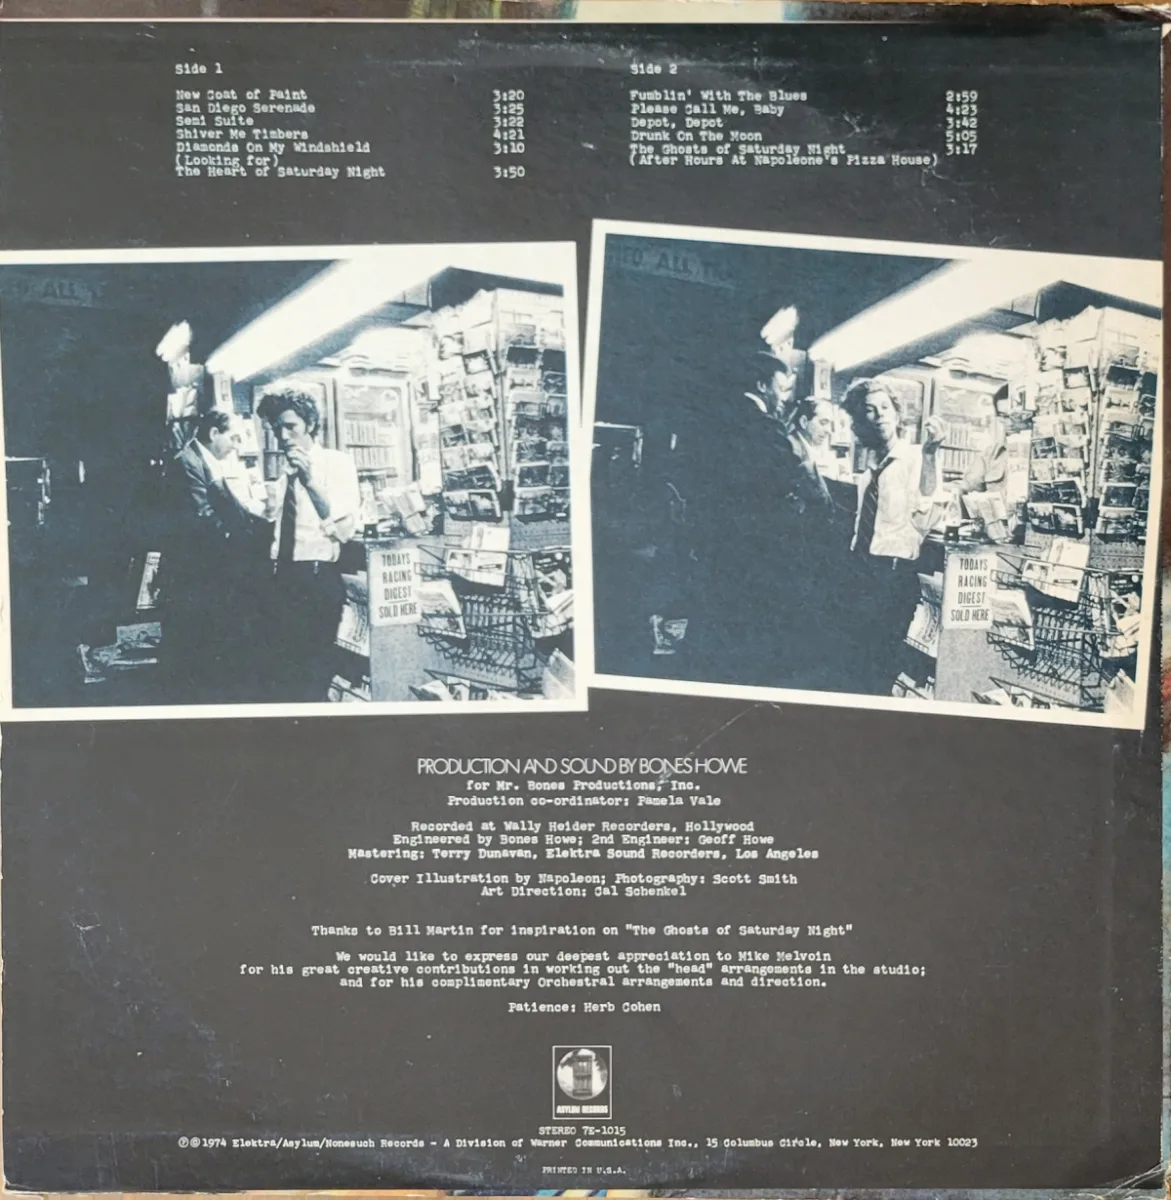 Side 1
New Coat of Paint 3:20
San Diego Serenade 3:25
Semi Suite 3:22
Shiver Me Timbers 4:21
Diamonds On My Windshield 3:10
(Looking for)
The Heart of Saturday Night 3:50
Side 2
Fumblin' With The Blues 2:59
Please Call Me, Baby 4:23
Depot, Depot 3:42
Drunk On The Moon 5:05
The Ghosts of Saturday Night 3:17
(After Hours At Napoleone's Pizza House)
ALL
TODAYS
RACING
DIGEST
SOLD HERE
ALL
TODAYS
RACING
DIGEST
SOLD HERE
PRODUCTION AND SOUND BY BONES HOWE
for Mr. Bones Productions, Inc.
Production co-ordinator: Pamela Vale
Recorded at Wally Heider Recorders, Hollywood
Engineered by Bones Howe; 2nd Engineer: Geoff Howe
Mastering: Terry Dunavan, Elektra Sound Recorders, Los Angeles
Cover Illustration by Napoleon; Photography: Scott Smith
Art Direction; Cal Schenkel
Thanks to Bill Martin for inspiration on "The Ghosts of Saturday Night"
We would like to express our deepest appreciation to Mike Melvoin
for his great creative contributions in working out the "head" arrangements in the studio;
and for his complimentary Orchestral arrangements and direction.
Patience: Herb Cohen
ASYLUM RECORDS
STEREO 7E-1015
Ⓟ©1974 Elektra/Asylum/Nonesuch Records - A Division of Warner Communications Inc., 15 Columbus Circle, New York, New York 10023
PRINTED IN U.S.A.